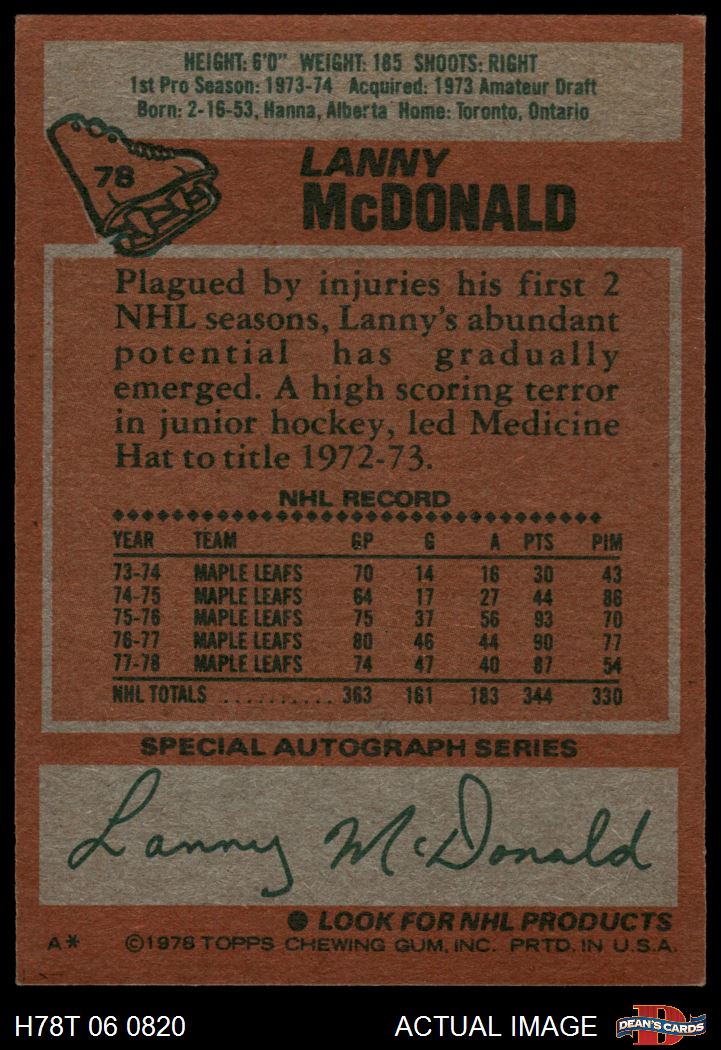 HEIGHT: 6'0" WEIGHT: 185 SHOOTS: RIGHT
1st Pro Season: 1973-74 Acquired: 1973 Amateur Draft
Born: 2-16-53, Hanna, Alberta Home: Toronto, Ontario
78
LANNY
McDONALD
Plagued by injuries his first 2
NHL seasons, Lanny's abundant
potential has gradually
emerged. A high scoring terror
in junior hockey, led Medicine
Hat to title 1972-73.
NHL RECORD
YEAR TEAM GP G A PTS PIM
73-74 MAPLE LEAFS 70 14 16 30 43
74-75 MAPLE LEAFS 64 17 27 44 86
75-76 MAPLE LEAFS 75 37 56 93 70
76-77 MAPLE LEAFS 80 46 44 90 77
77-78 MAPLE LEAFS 74 47 40 87 54
NHL TOTALS .......... 363 161 183 344 330
SPECIAL AUTOGRAPH SERIES
Lanny McDonald
● LOOK FOR NHL PRODUCTS
A* ©1978 TOPPS CHEWING GUM, INC. PRTD. IN U.S.A.
H78T 06 0820 ACTUAL IMAGE D DEAN'S CARDS